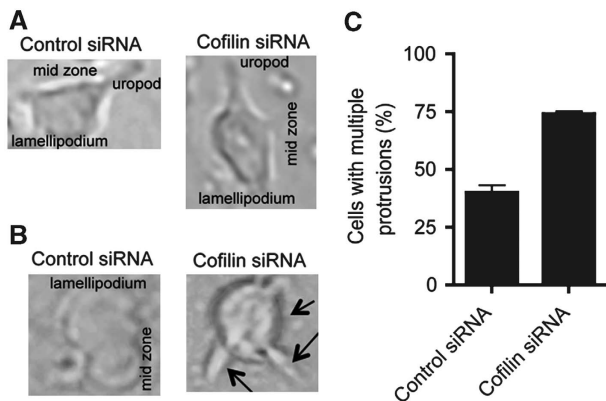 A
Control siRNA
mid zone
uropod
lamellipodium
Cofilin siRNA
uropod
mid zone
lamellipodium
B
Control siRNA
lamellipodium
mid zone
Cofilin siRNA
C
Cells with multiple
protrusions (%)
100
75
50
25
0
Control siRNA
Cofilin siRNA